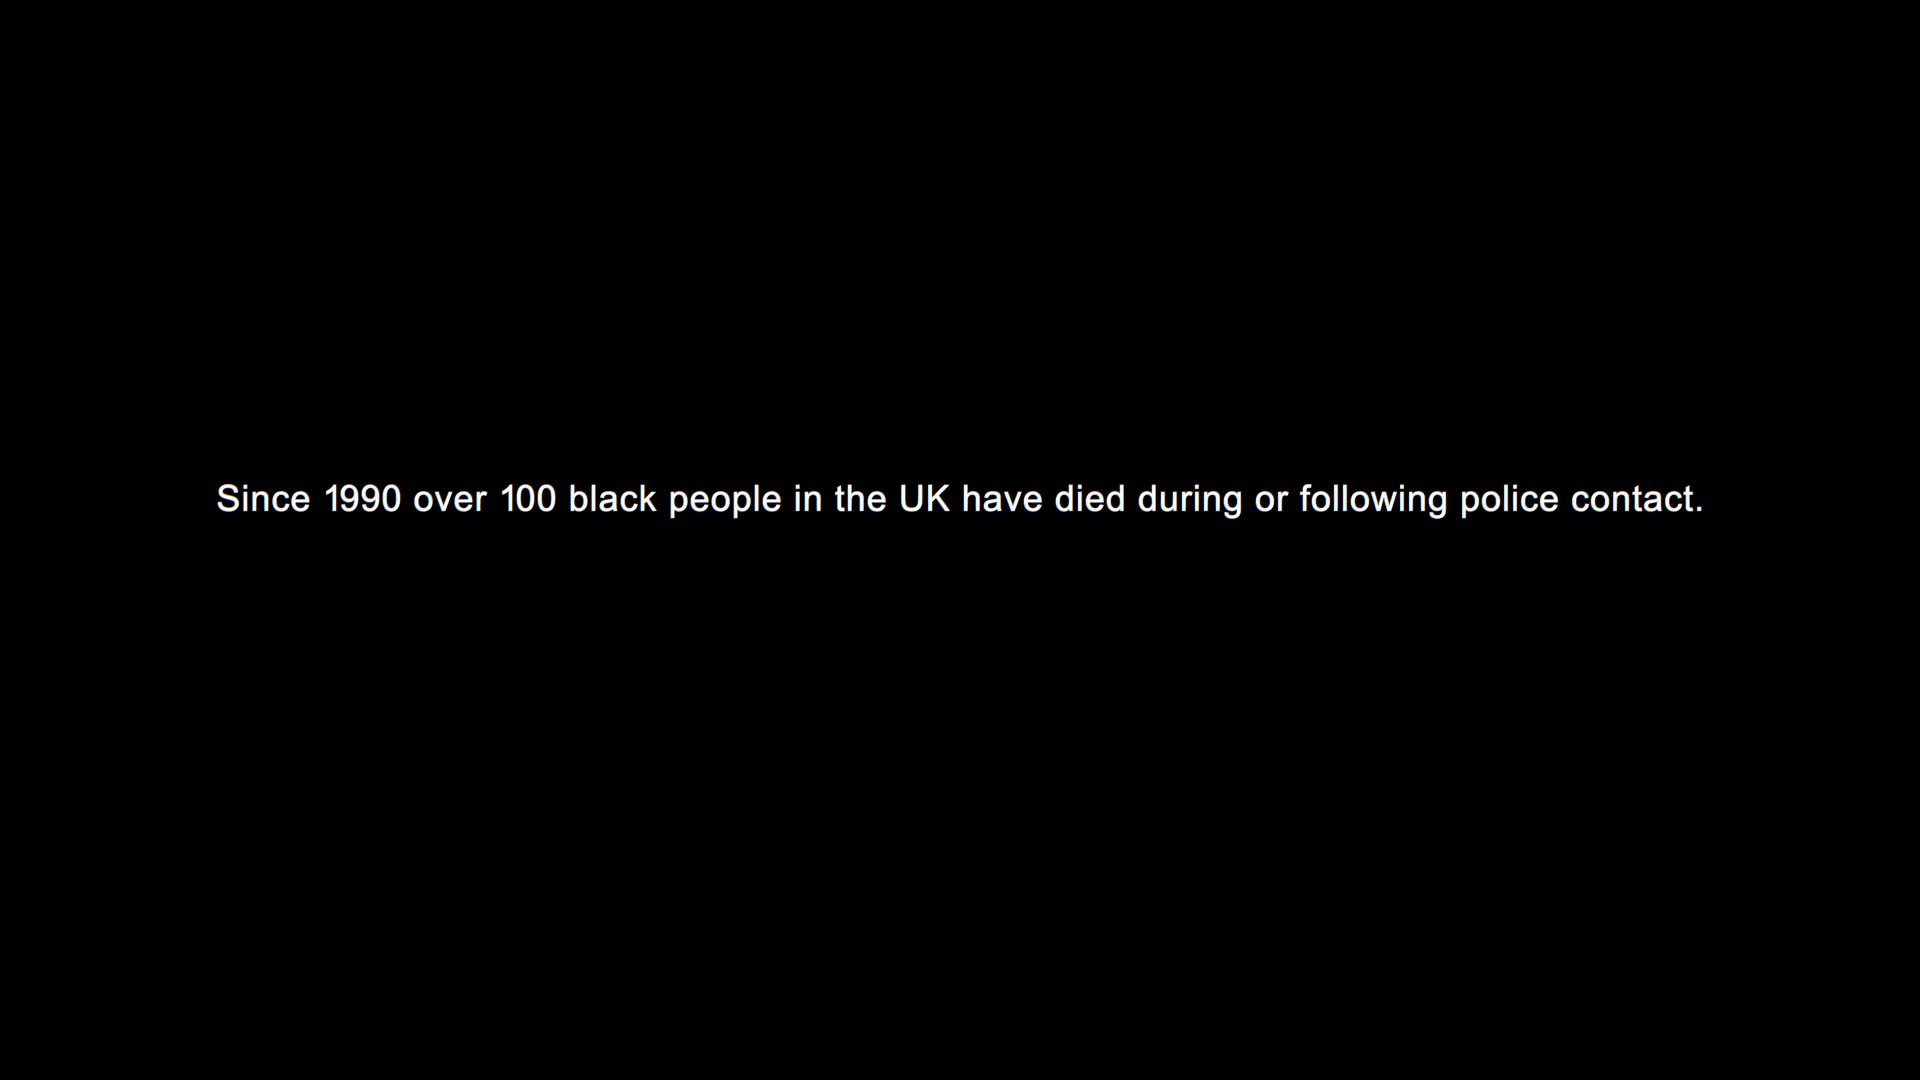 Since 1990 over 100 black people in the UK have died during or following police contact.